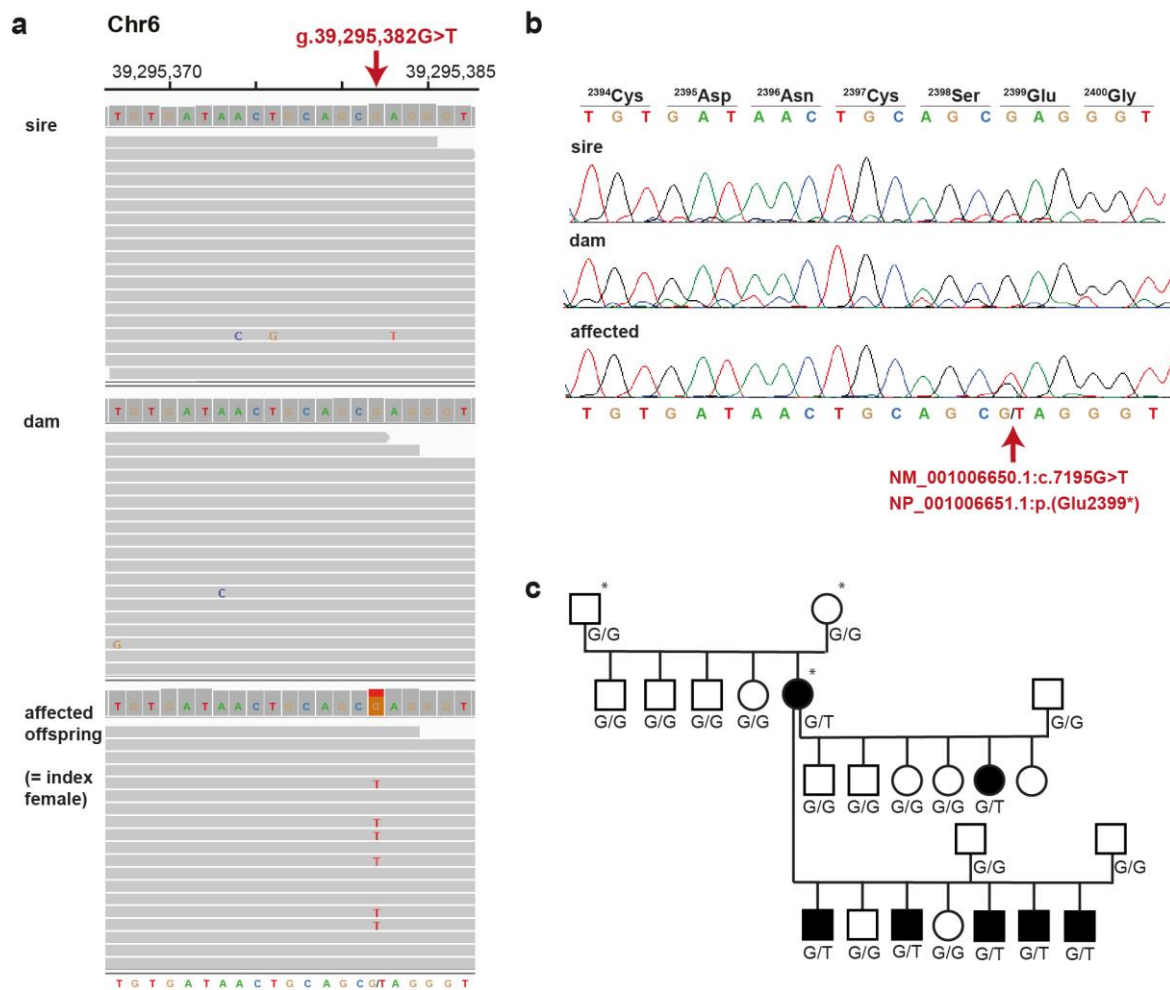 a
Chr6
g.39,295,382G>T
39,295,370 39,295,385
sire
T G T G A T A A C T G C A G C G A G G G T
C G T
dam
T G T G A T A A C T G C A G C G A G G G T
C
G
affected offspring
(= index female)
T G T G A T A A C T G C A G C G A G G G T
T
T
T
T
T
T
T G T G A T A A C T G C A G C G/T A G G G T
b
2394Cys 2395Asp 2396Asn 2397Cys 2398Ser 2399Glu 2400Gly
T G T G A T A A C T G C A G C G A G G G T
sire
dam
affected
T G T G A T A A C T G C A G C G/T A G G G T
NM_001006650.1:c.7195G>T
NP_001006651.1:p.(Glu2399*)
c
* *
G/G G/G
*
G/G G/G G/G G/G G/T G/G
G/G G/G G/G G/G G/T
G/G G/G
G/T G/G G/T G/G G/T G/T G/T